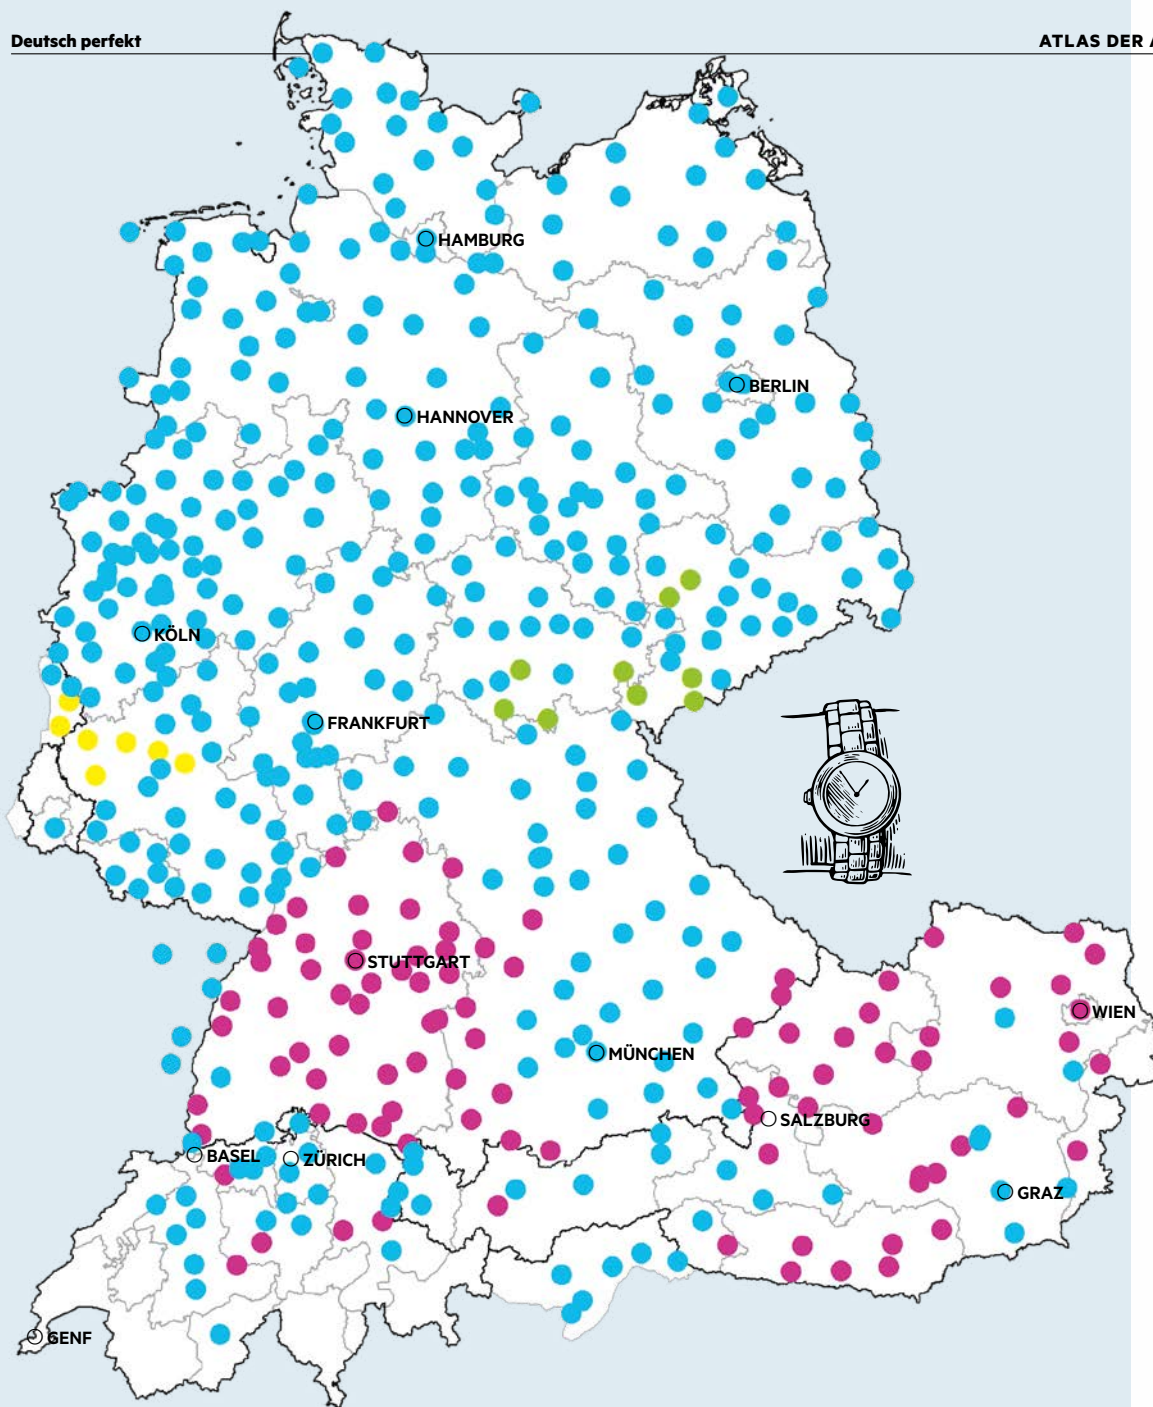 Deutsch perfekt
ATLAS DER A
HAMBURG
BERLIN
HANNOVER
KÖLN
FRANKFURT
STUTTGART
WIEN
MÜNCHEN
SALZBURG
BASEL
ZÜRICH
GRAZ
GENF